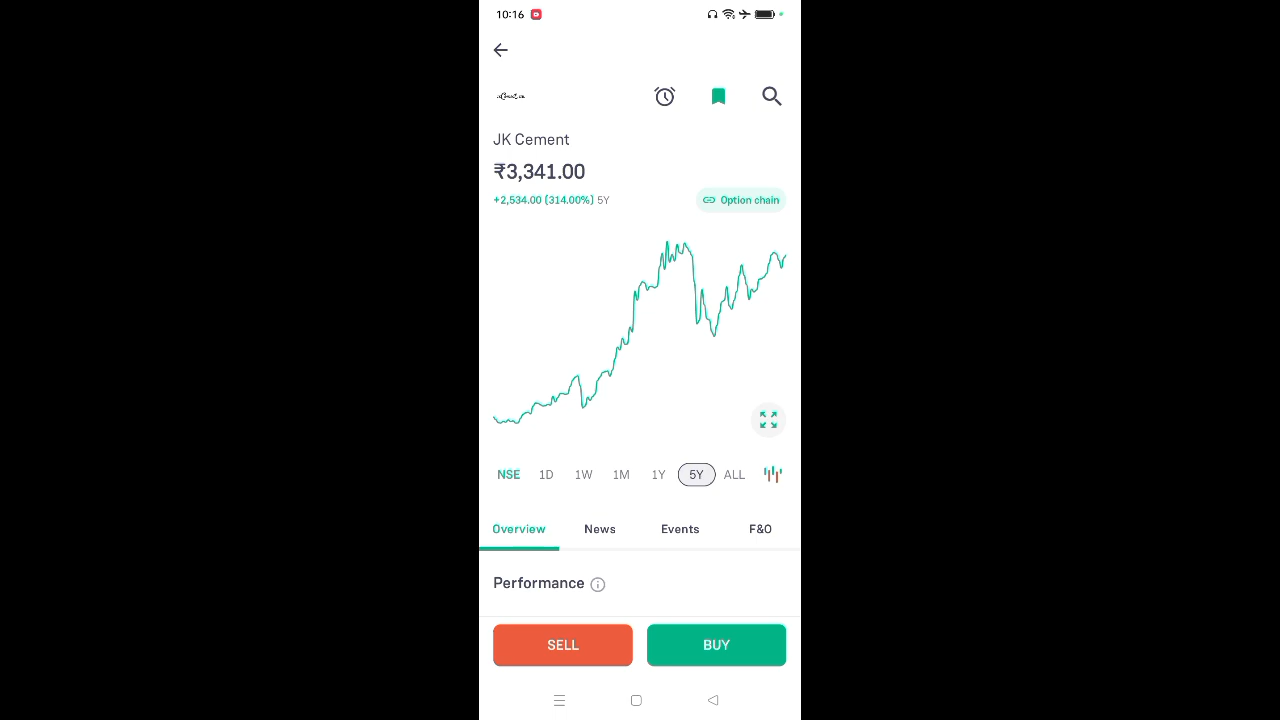 10:16
JK Cement
₹3,341.00
+2,534.00 (314.00%) 5Y
Option chain
NSE 1D 1W 1M 1Y 5Y ALL
Overview News Events F&O
Performance
SELL BUY